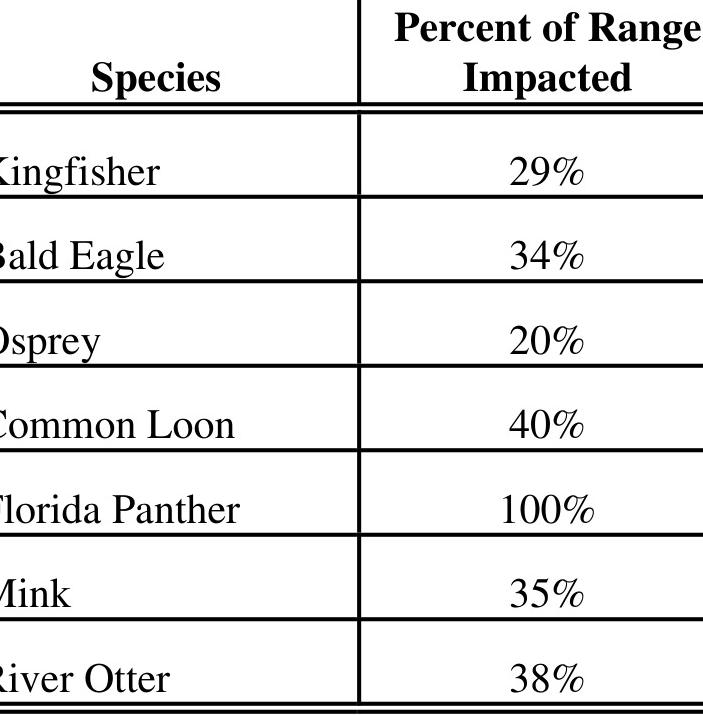 Percent of Range
Species Impacted
Kingfisher 29%
Bald Eagle 34%
Osprey 20%
Common Loon 40%
Florida Panther 100%
Mink 35%
River Otter 38%